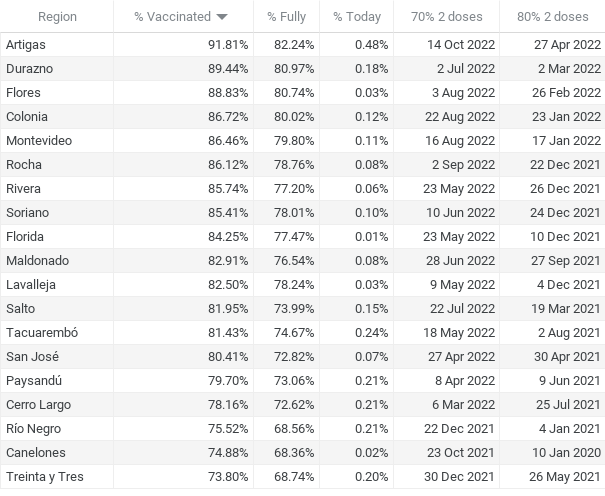 Region % Vaccinated % Fully % Today 70% 2 doses 80% 2 doses
Artigas 91.81% 82.24% 0.48% 14 Oct 2022 27 Apr 2022
Durazno 89.44% 80.97% 0.18% 2 Jul 2022 2 Mar 2022
Flores 88.83% 80.74% 0.03% 3 Aug 2022 26 Feb 2022
Colonia 86.72% 80.02% 0.12% 22 Aug 2022 23 Jan 2022
Montevideo 86.46% 79.80% 0.11% 16 Aug 2022 17 Jan 2022
Rocha 86.12% 78.76% 0.08% 2 Sep 2022 22 Dec 2021
Rivera 85.74% 77.20% 0.06% 23 May 2022 26 Dec 2021
Soriano 85.41% 78.01% 0.10% 10 Jun 2022 24 Dec 2021
Florida 84.25% 77.47% 0.01% 23 May 2022 10 Dec 2021
Maldonado 82.91% 76.54% 0.08% 28 Jun 2022 27 Sep 2021
Lavalleja 82.50% 78.24% 0.03% 9 May 2022 4 Dec 2021
Salto 81.95% 73.99% 0.15% 22 Jul 2022 19 Mar 2021
Tacuarembó 81.43% 74.67% 0.24% 18 May 2022 2 Aug 2021
San José 80.41% 72.82% 0.07% 27 Apr 2022 30 Apr 2021
Paysandú 79.70% 73.06% 0.21% 8 Apr 2022 9 Jun 2021
Cerro Largo 78.16% 72.62% 0.21% 6 Mar 2022 25 Jul 2021
Río Negro 75.52% 68.56% 0.21% 22 Dec 2021 4 Jan 2021
Canelones 74.88% 68.36% 0.02% 23 Oct 2021 10 Jan 2020
Treinta y Tres 73.80% 68.74% 0.20% 30 Dec 2021 26 May 2021